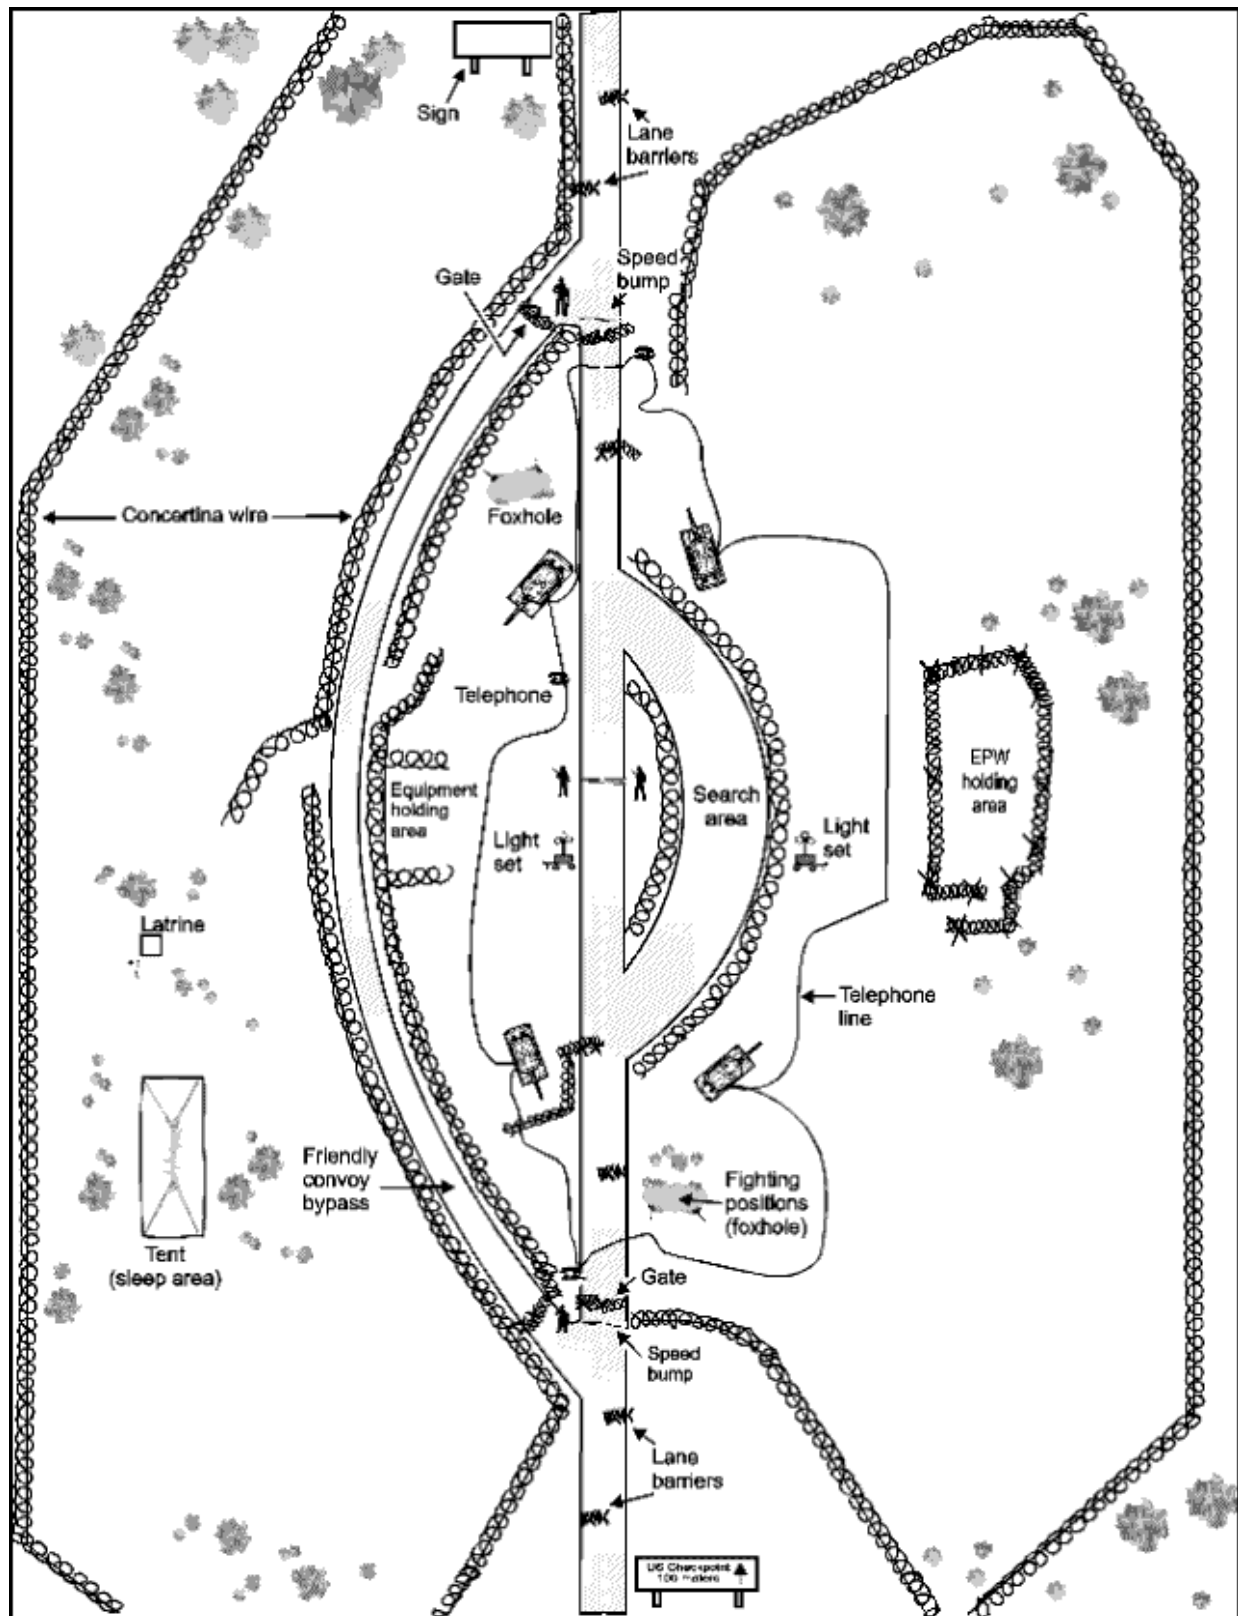 Sign
Lane
barriers
Speed
bump
Gate
Concertina wire
Foxhole
Telephone
EPW
holding
area
Equipment
holding
area
Search
area
Light
set
Light
set
Latrine
Telephone
line
Friendly
convoy
bypass
Fighting
positions
(foxhole)
Tent
(sleep area)
Gate
Speed
bump
Lane
barriers
US Checkpoint
100 meters